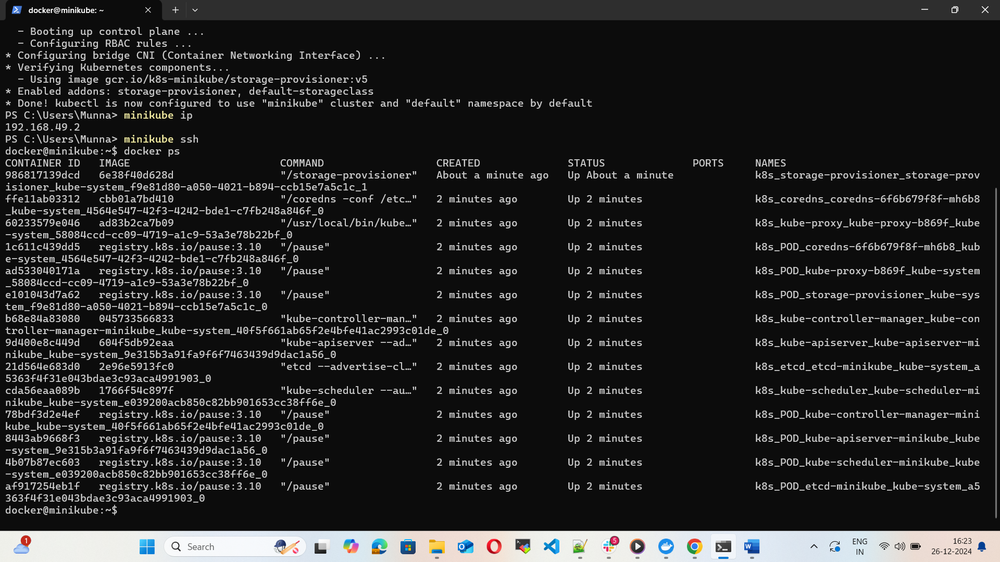 docker@minikube: ~
- Booting up control plane ...
- Configuring RBAC rules ...
* Configuring bridge CNI (Container Networking Interface) ...
* Verifying Kubernetes components...
- Using image gcr.io/k8s-minikube/storage-provisioner:v5
* Enabled addons: storage-provisioner, default-storageclass
* Done! kubectl is now configured to use "minikube" cluster and "default" namespace by default
PS C:\Users\Munna> minikube ip
192.168.49.2
PS C:\Users\Munna> minikube ssh
docker@minikube:~$ docker ps
CONTAINER ID IMAGE COMMAND CREATED STATUS PORTS NAMES
986817139dcd 6e38f40d628d "/storage-provisioner" About a minute ago Up About a minute k8s_storage-provisioner_storage-prov
isioner_kube-system_f9e81d80-a050-4021-b894-ccb15e7a5c1c_1
ffe11ab03312 cbb01a7bd410 "/coredns -conf /etc…" 2 minutes ago Up 2 minutes k8s_coredns_coredns-6f6b679f8f-mh6b8
_kube-system_4564e547-42f3-4242-bde1-c7fb248a846f_0
60233579e046 ad83b2ca7b09 "/usr/local/bin/kube…" 2 minutes ago Up 2 minutes k8s_kube-proxy_kube-proxy-b869f_kube
-system_58084ccd-cc09-4719-a1c9-53a3e78b22bf_0
1c611c439dd5 registry.k8s.io/pause:3.10 "/pause" 2 minutes ago Up 2 minutes k8s_POD_coredns-6f6b679f8f-mh6b8_kub
e-system_4564e547-42f3-4242-bde1-c7fb248a846f_0
ad533040171a registry.k8s.io/pause:3.10 "/pause" 2 minutes ago Up 2 minutes k8s_POD_kube-proxy-b869f_kube-system
_58084ccd-cc09-4719-a1c9-53a3e78b22bf_0
e101043d7a62 registry.k8s.io/pause:3.10 "/pause" 2 minutes ago Up 2 minutes k8s_POD_storage-provisioner_kube-sys
tem_f9e81d80-a050-4021-b894-ccb15e7a5c1c_0
b68e84a83080 045733566833 "kube-controller-man…" 2 minutes ago Up 2 minutes k8s_kube-controller-manager_kube-con
troller-manager-minikube_kube-system_40f5f661ab65f2e4bfe41ac2993c01de_0
9d400e8c449d 604f5db92eaa "kube-apiserver --ad…" 2 minutes ago Up 2 minutes k8s_kube-apiserver_kube-apiserver-mi
nikube_kube-system_9e315b3a91fa9f6f7463439d9dac1a56_0
21d564e683d0 2e96e5913fc0 "etcd --advertise-cl…" 2 minutes ago Up 2 minutes k8s_etcd_etcd-minikube_kube-system_a
5363f4f31e043bdae3c93aca4991903_0
cda56eaa089b 1766f54c897f "kube-scheduler --au…" 2 minutes ago Up 2 minutes k8s_kube-scheduler_kube-scheduler-mi
nikube_kube-system_e039200acb850c82bb901653cc38ff6e_0
78bdf3d2e4ef registry.k8s.io/pause:3.10 "/pause" 2 minutes ago Up 2 minutes k8s_POD_kube-controller-manager-mini
kube_kube-system_40f5f661ab65f2e4bfe41ac2993c01de_0
8443ab9668f3 registry.k8s.io/pause:3.10 "/pause" 2 minutes ago Up 2 minutes k8s_POD_kube-apiserver-minikube_kube
-system_9e315b3a91fa9f6f7463439d9dac1a56_0
4b07b87ec603 registry.k8s.io/pause:3.10 "/pause" 2 minutes ago Up 2 minutes k8s_POD_kube-scheduler-minikube_kube
-system_e039200acb850c82bb901653cc38ff6e_0
af917254eb1f registry.k8s.io/pause:3.10 "/pause" 2 minutes ago Up 2 minutes k8s_POD_etcd-minikube_kube-system_a5
363f4f31e043bdae3c93aca4991903_0
docker@minikube:~$
1
Search
5
ENG
IN
16:23
26-12-2024